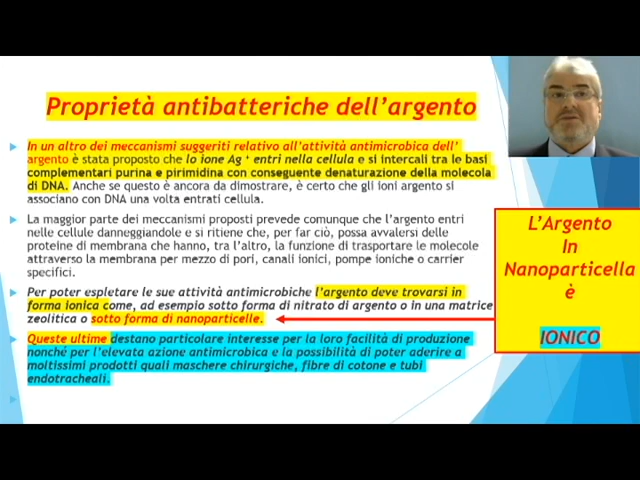 Proprietà antibatteriche dell'argento
In un altro dei meccanismi suggeriti relativo all'attività antimicrobica dell'
argento è stata proposto che lo ione Ag + entri nella cellula e si intercali tra le basi
complementari purina e pirimidina con conseguente denaturazione della molecola
di DNA. Anche se questo è ancora da dimostrare, è certo che gli ioni argento si
associano con DNA una volta entrati cellula.
La maggior parte dei meccanismi proposti prevede comunque che l'argento entri
nelle cellule danneggiandole e si ritiene che, per far ciò, possa avvalersi delle
proteine di membrana che hanno, tra l'altro, la funzione di trasportare le molecole
attraverso la membrana per mezzo di pori, canali ionici, pompe ioniche o carrier
specifici.
Per poter espletare le sue attività antimicrobiche l'argento deve trovarsi in
forma ionica come, ad esempio sotto forma di nitrato di argento o in una matrice
zeolitica o sotto forma di nanoparticelle.
Queste ultime destano particolare interesse per la loro facilità di produzione
nonché per l'elevata azione antimicrobica e la possibilità di poter aderire a
moltissimi prodotti quali maschere chirurgiche, fibre di cotone e tubi
endotracheali.
L'Argento
In
Nanoparticella
è
IONICO